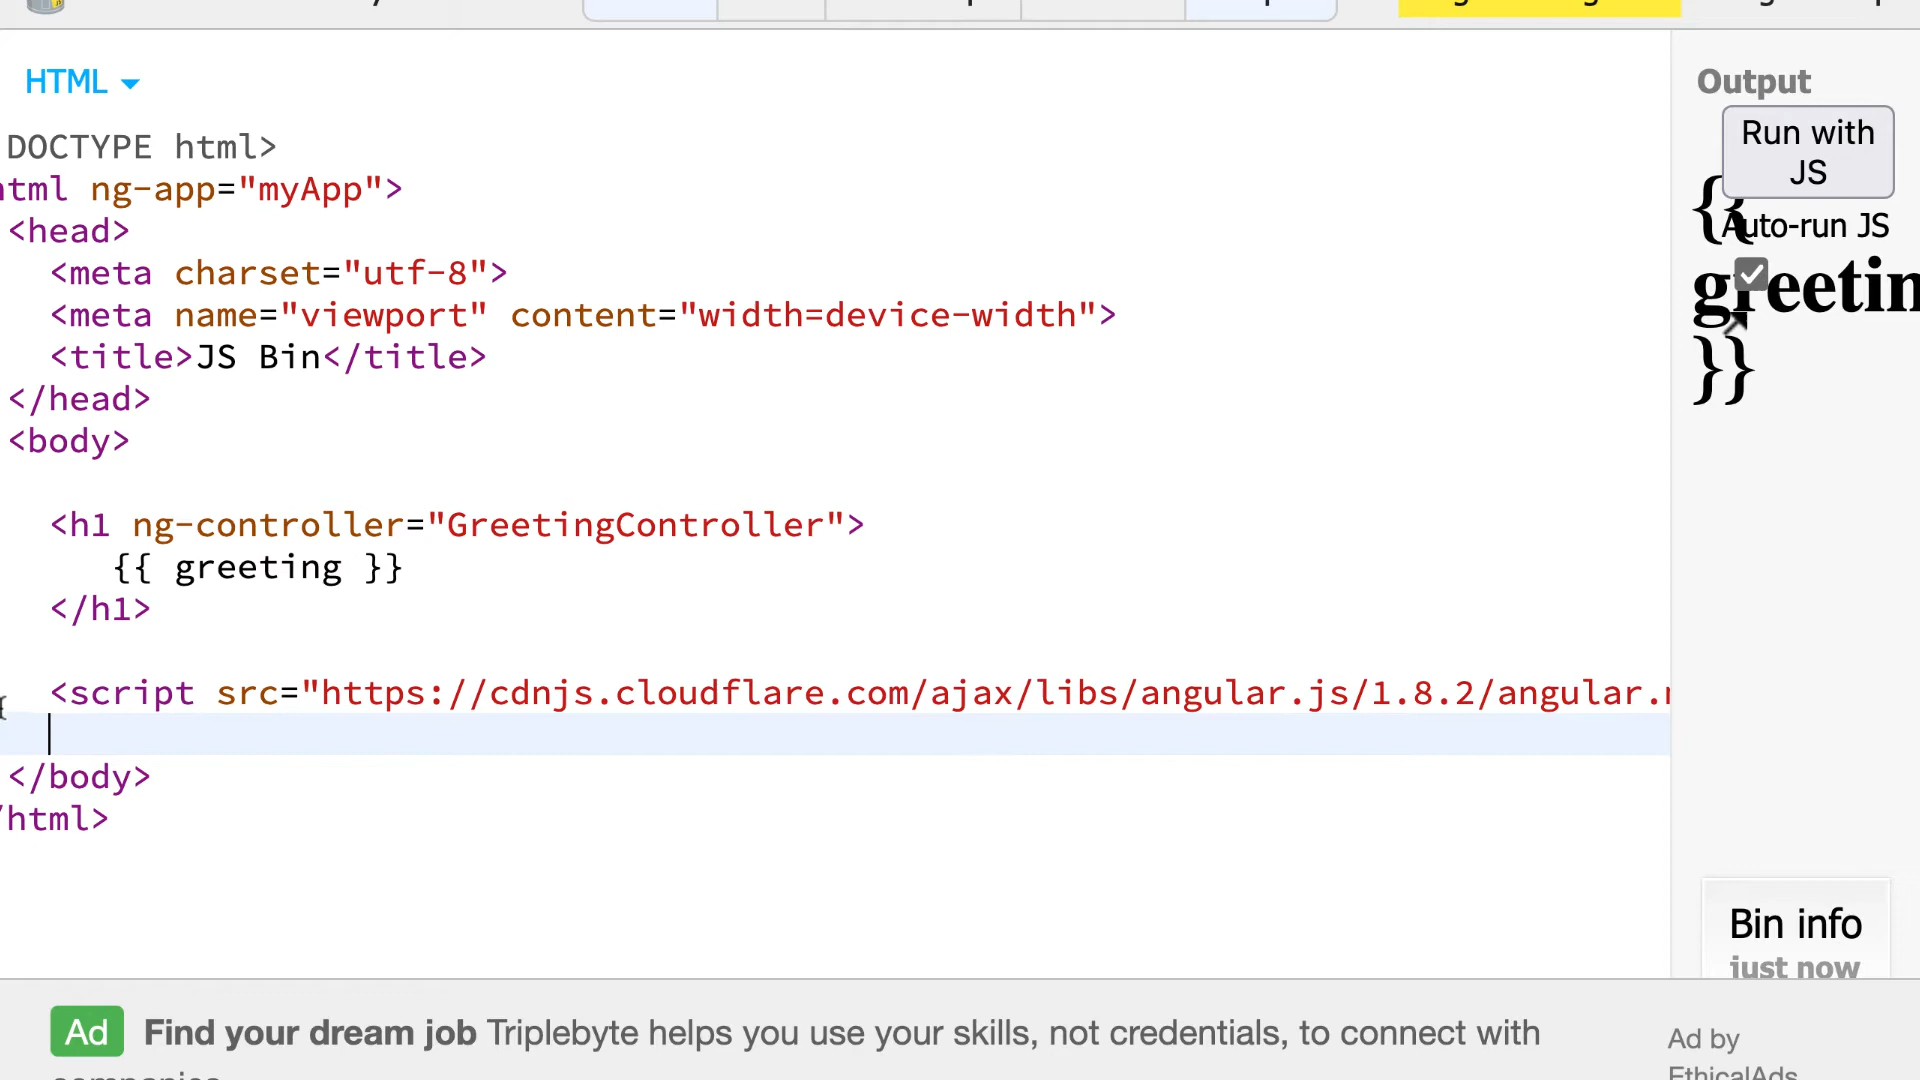 HTML
Output
Run with
JS
Auto-run JS
DOCTYPE html>
html ng-app="myApp">
<head>
<meta charset="utf-8">
<meta name="viewport" content="width=device-width">
<title>JS Bin</title>
</head>
<body>
<h1 ng-controller="GreetingController">
{{ greeting }}
</h1>
<script src="https://cdnjs.cloudflare.com/ajax/libs/angular.js/1.8.2/angular.
</body>
/html>
{{
greetin
}}
Bin info
just now
Ad
Find your dream job Triplebyte helps you use your skills, not credentials, to connect with
Ad by
EthicalAds